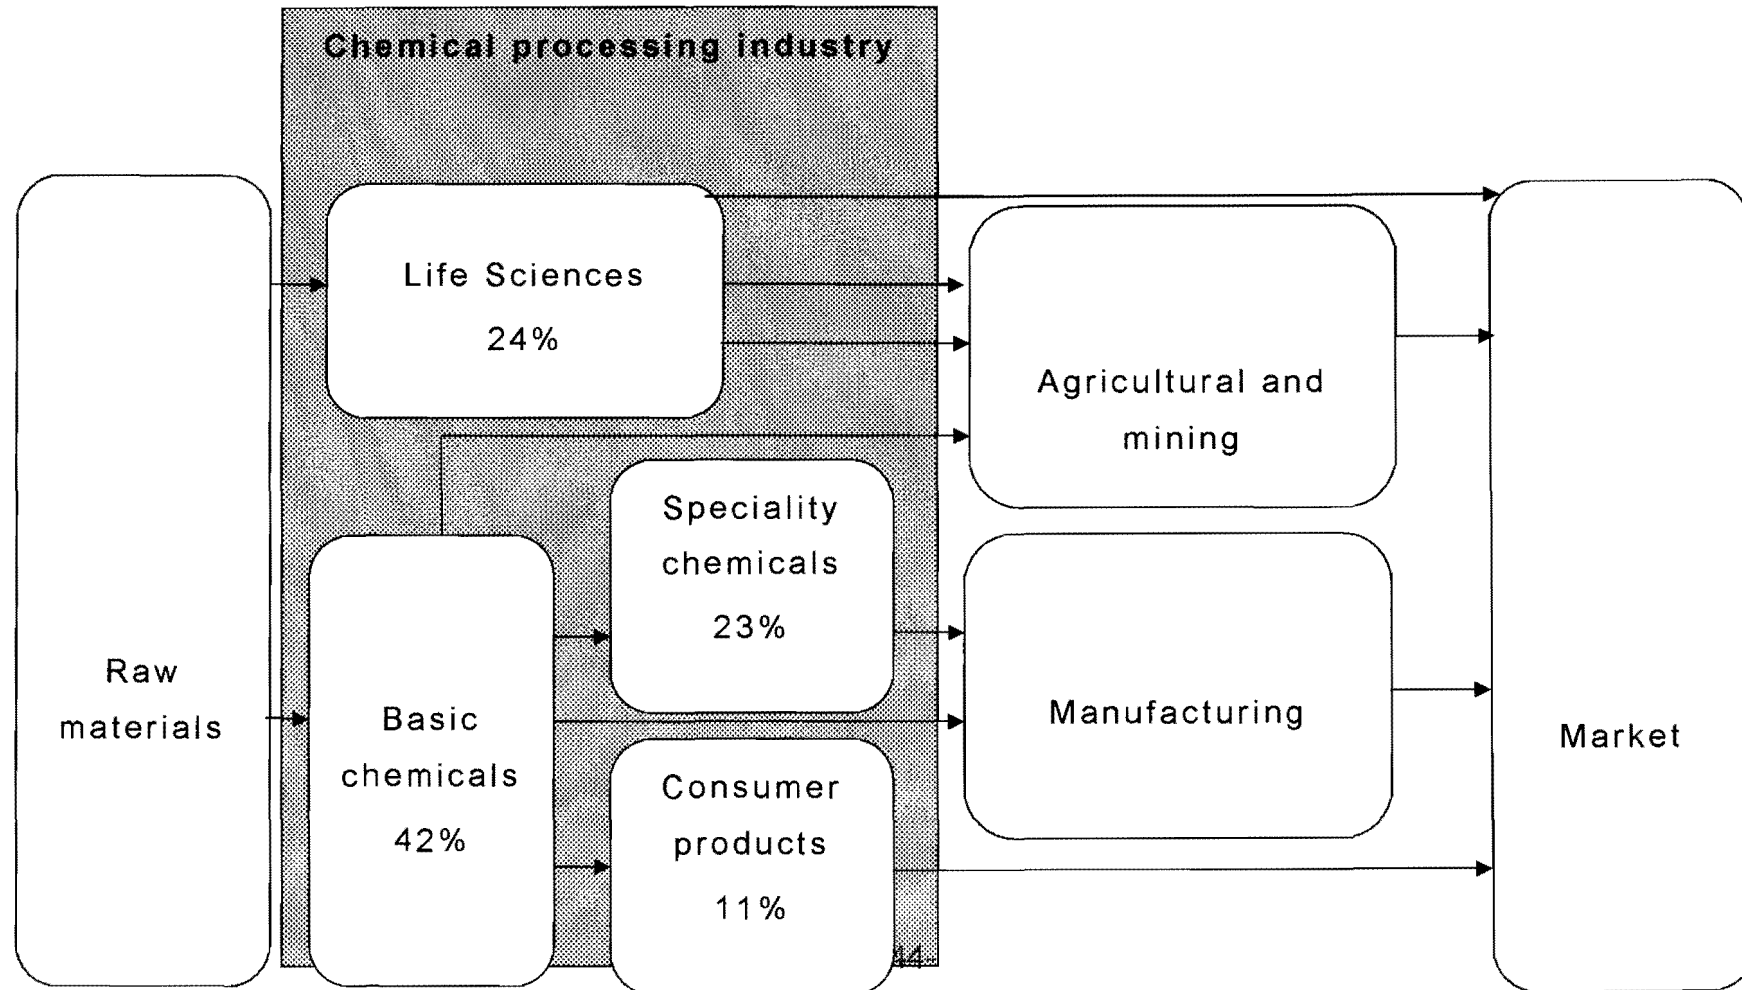 Chemical processing industry
Life Sciences
24%
Agricultural and
mining
Speciality
chemicals
23%
Raw
materials
Basic
chemicals
42%
Manufacturing
Market
Consumer
products
11%
44